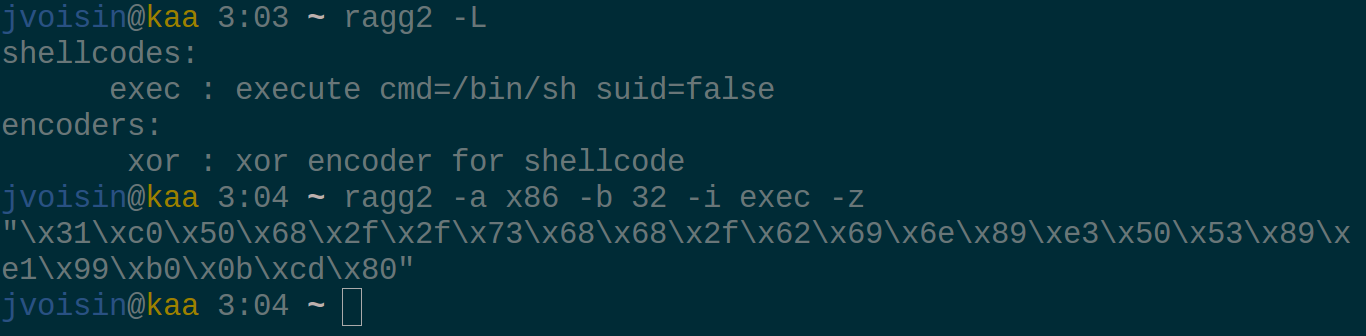 jvoisin@kaa 3:03 ~ ragg2 -L
shellcodes:
      exec : execute cmd=/bin/sh suid=false
encoders:
       xor : xor encoder for shellcode
jvoisin@kaa 3:04 ~ ragg2 -a x86 -b 32 -i exec -z
"\x31\xc0\x50\x68\x2f\x2f\x73\x68\x68\x2f\x62\x69\x6e\x89\xe3\x50\x53\x89\x
e1\x99\xb0\x0b\xcd\x80"
jvoisin@kaa 3:04 ~